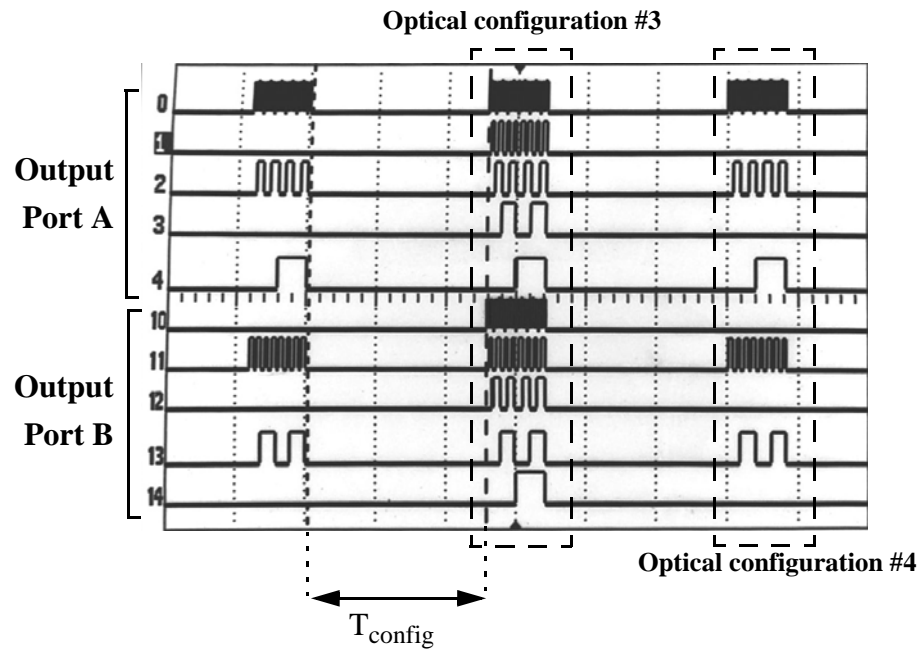 Optical configuration #3
Output
Port A
0
1
2
3
4
Output
Port B
10
11
12
13
14
Optical configuration #4
T config